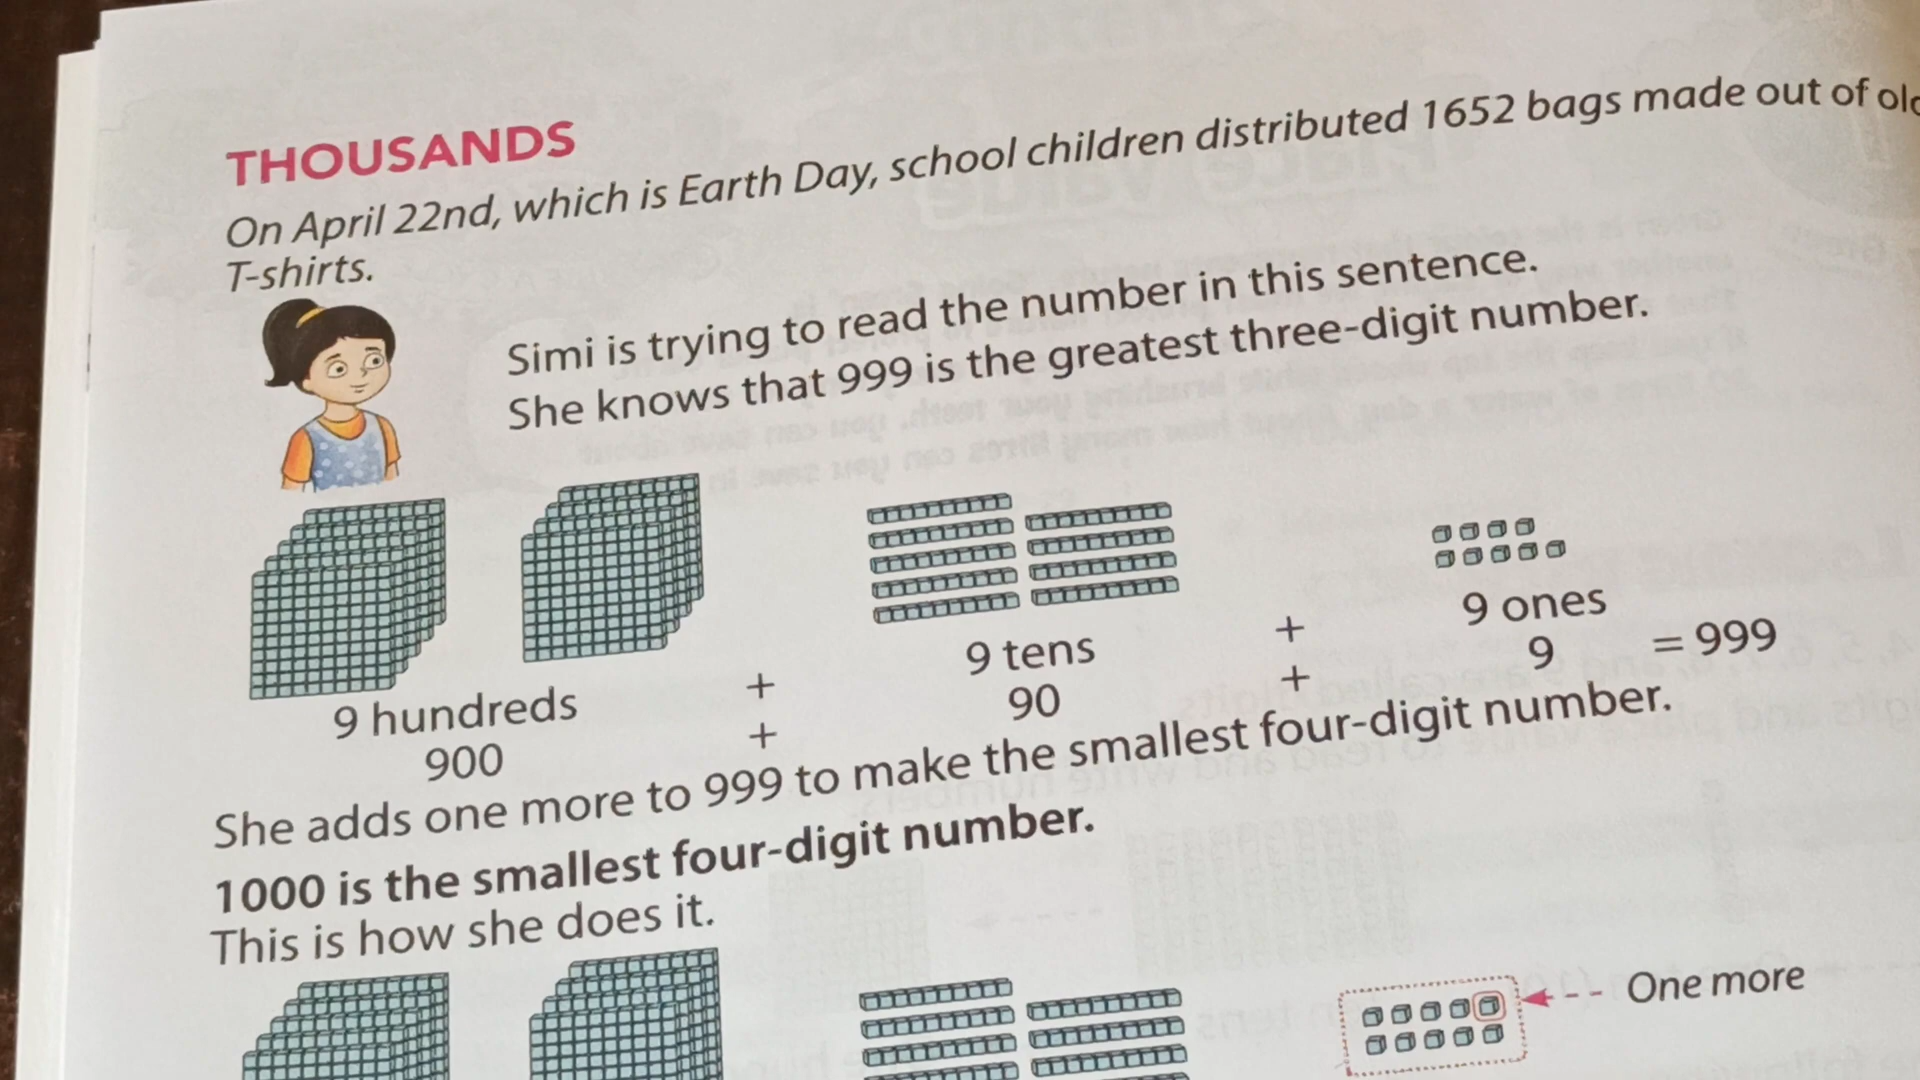 THOUSANDS
On April 22nd, which is Earth Day, school children distributed 1652 bags made out of
T-shirts.
Simi is trying to read the number in this sentence.
She knows that 999 is the greatest three-digit number.
9 hundreds + 9 tens + 9 ones
900 + 90 + 9 = 999
She adds one more to 999 to make the smallest four-digit number.
1000 is the smallest four-digit number.
This is how she does it.
One more